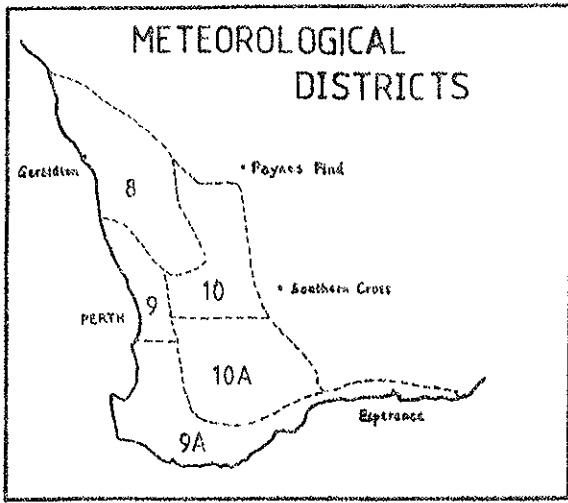 METEOROLOGICAL
DISTRICTS
Geraldton
8
• Paynes Find
9
10
• Southern Cross
PERTH
10A
Esperance
9A